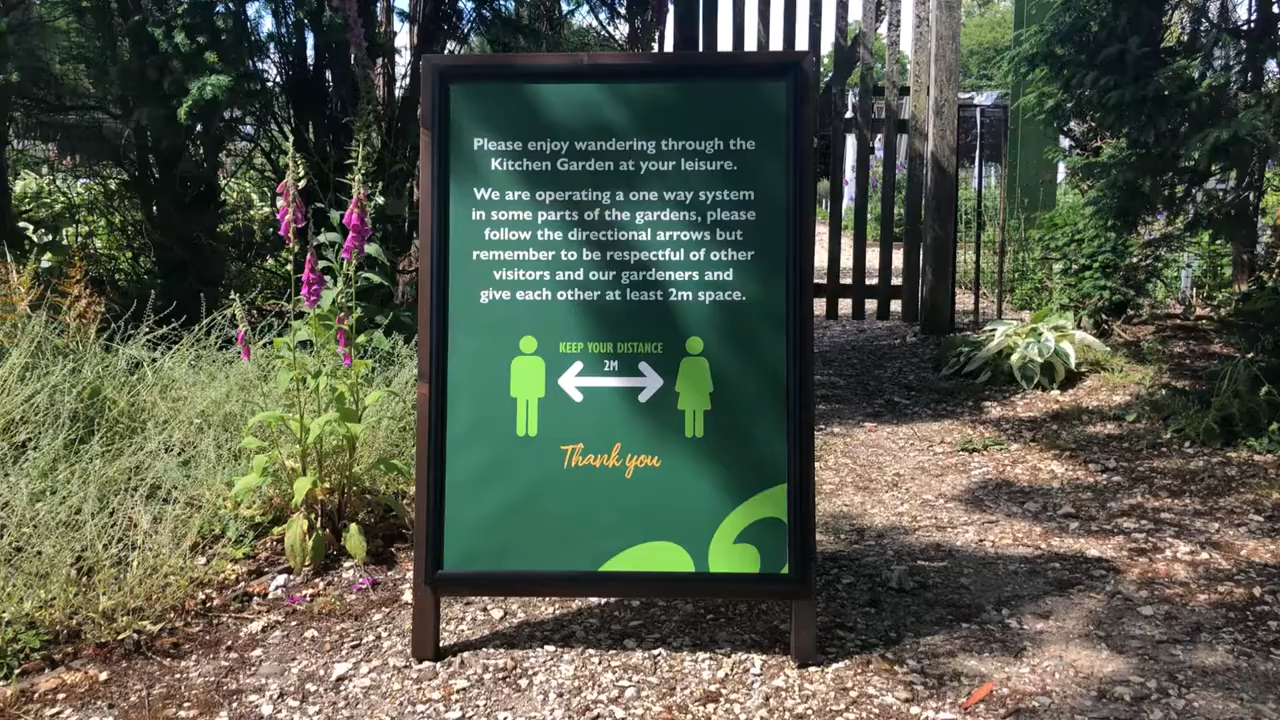 Please enjoy wandering through the
Kitchen Garden at your leisure.
We are operating a one way system
in some parts of the gardens, please
follow the directional arrows but
remember to be respectful of other
visitors and our gardeners and
give each other at least 2m space.
KEEP YOUR DISTANCE
2M
Thank you